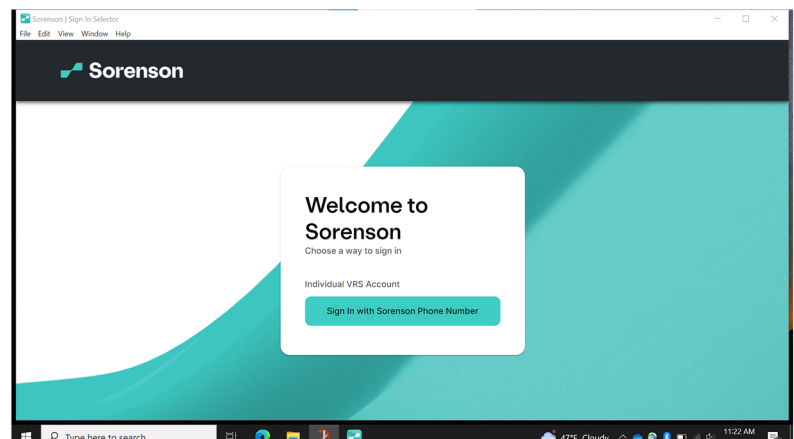 Sorenson | Sign In Selector
File Edit View Window Help
Sorenson
Welcome to
Sorenson
Choose a way to sign in
Individual VRS Account
Sign In with Sorenson Phone Number
Type here to search
47°F Cloudy
11:22 AM